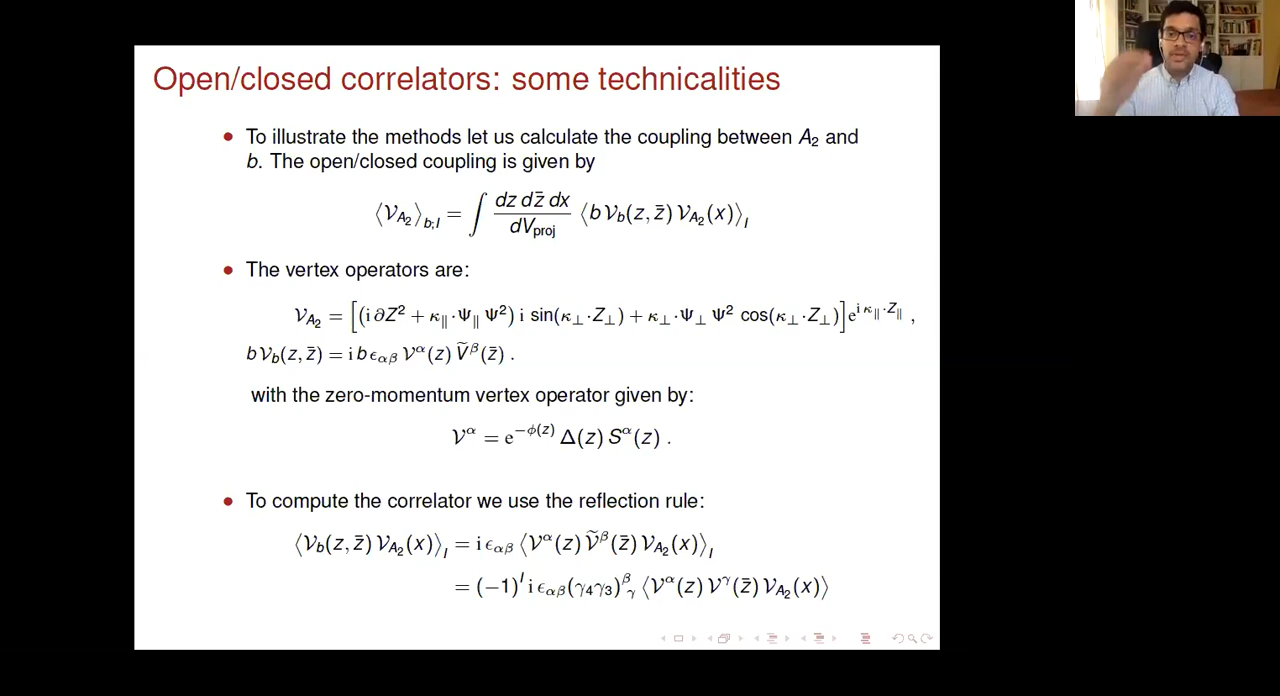 Open/closed correlators: some technicalities
• To illustrate the methods let us calculate the coupling between A₂ and
b. The open/closed coupling is given by
⟨𝒱_{A₂}⟩_{b;I} = ∫ dz dz̄ dx / dV_{proj} ⟨b 𝒱_b(z, z̄) 𝒱_{A₂}(x)⟩_I
• The vertex operators are:
𝒱_{A₂} = [(i ∂Z² + κ_∥·Ψ_∥ Ψ²) i sin(κ_⊥·Z_⊥) + κ_⊥·Ψ_⊥ Ψ² cos(κ_⊥·Z_⊥)] e^{i κ_∥·Z_∥} ,
b 𝒱_b(z, z̄) = i b ϵ_{αβ} 𝒱^α(z) Ṽ^β(z̄) .
with the zero-momentum vertex operator given by:
𝒱^α = e^{−ϕ(z)} Δ(z) S^α(z) .
• To compute the correlator we use the reflection rule:
⟨𝒱_b(z, z̄) 𝒱_{A₂}(x)⟩_I = i ϵ_{αβ} ⟨𝒱^α(z) 𝒱̃^β(z̄) 𝒱_{A₂}(x)⟩_I
= (−1)^I i ϵ_{αβ}(γ₄γ₃)^β_γ ⟨𝒱^α(z) 𝒱^γ(z̄) 𝒱_{A₂}(x)⟩